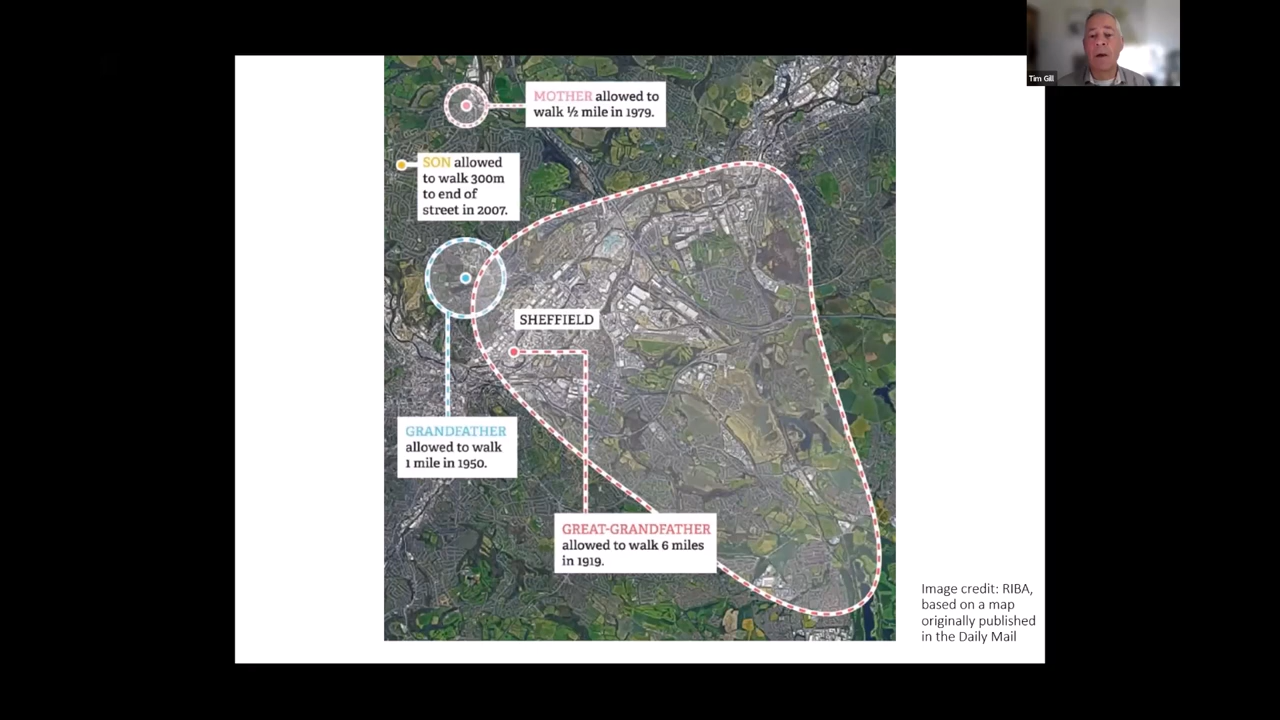 Tim Gill
MOTHER allowed to
walk ½ mile in 1979.
SON allowed
to walk 300m
to end of
street in 2007.
SHEFFIELD
GRANDFATHER
allowed to walk
1 mile in 1950.
GREAT-GRANDFATHER
allowed to walk 6 miles
in 1919.
Image credit: RIBA,
based on a map
originally published
in the Daily Mail